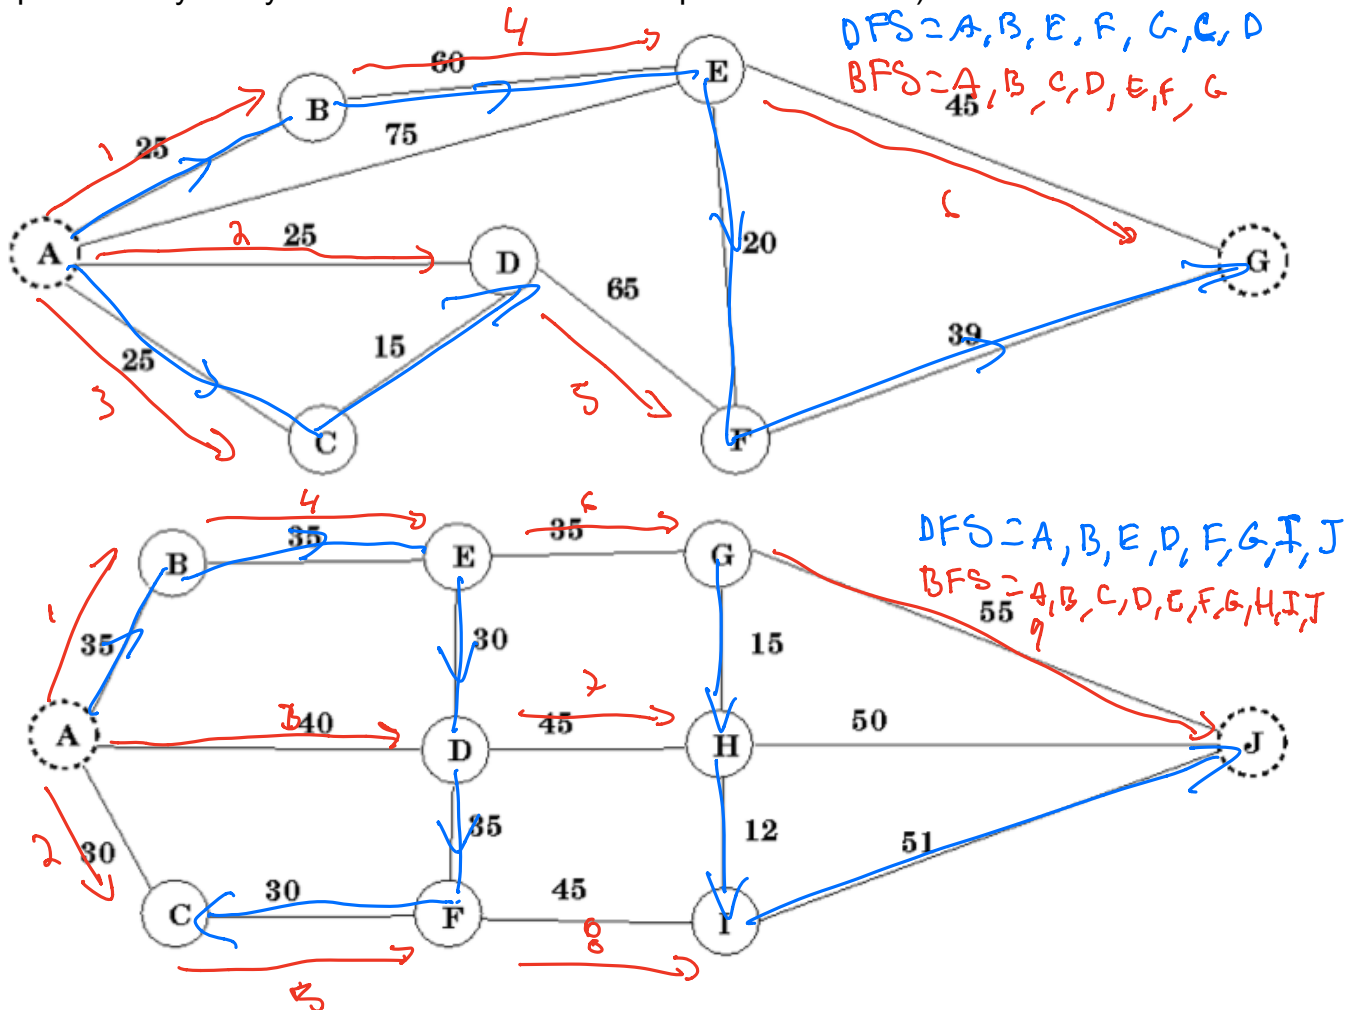 DFS = A, B, E, F, G, C, D
BFS = A, B, C, D, E, F, G
4
60
E
B
45
1
25
75
6
A
2
25
D
20
G
65
3
25
15
5
39
C
F
4
6
B
35
E
35
G
DFS = A, B, E, D, F, G, I, J
BFS = A, B, C, D, E, F, G, H, I, J
55
9
1
35
30
15
A
3
40
7
45
D
H
50
J
2
30
35
12
51
C
30
F
45
I
8
5